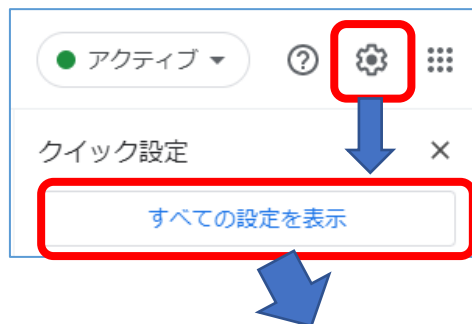 アクティブ
クイック設定
すべての設定を表示